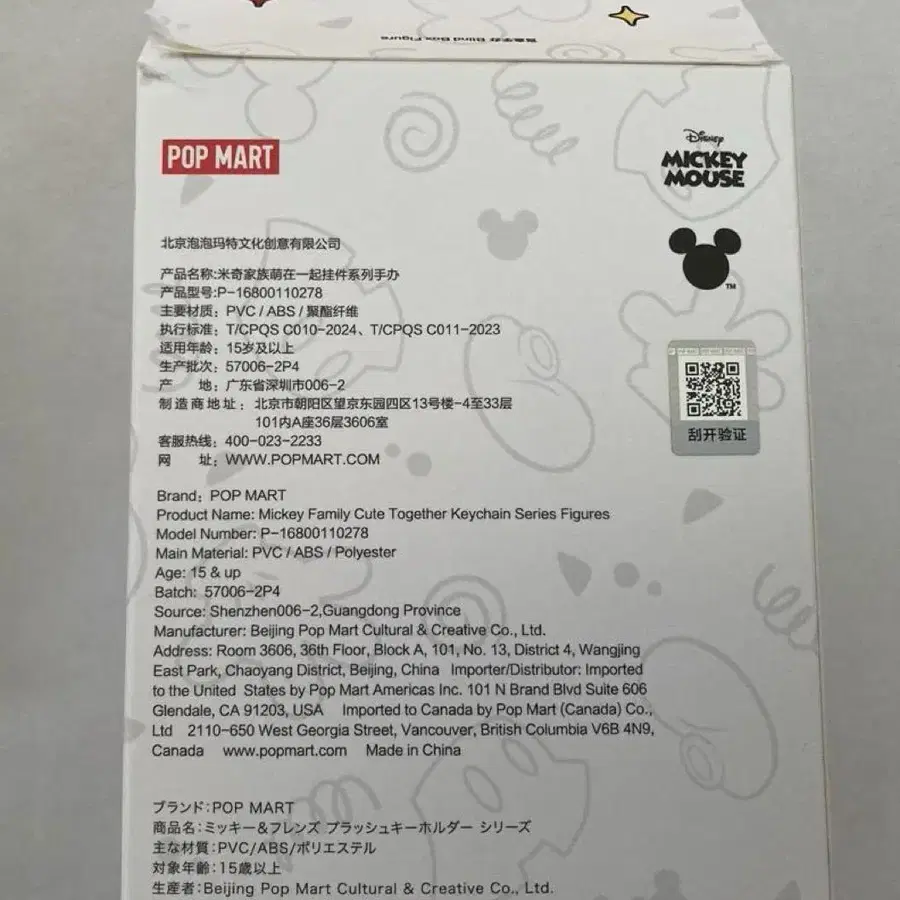 盲盒手办 Blind Box Figure
POP MART
Disney
MICKEY
MOUSE
TM
北京泡泡玛特文化创意有限公司
产品名称:米奇家族萌在一起挂件系列手办
产品型号:P-16800110278
主要材质：PVC / ABS / 聚酯纤维
执行标准：T/CPQS C010-2024、T/CPQS C011-2023
适用年龄：15岁及以上
生产批次：57006-2P4
产 地：广东省深圳市006-2
制造商地址：北京市朝阳区望京东园四区13号楼-4至33层
101内A座36层3606室
客服热线：400-023-2233
网 址：WWW.POPMART.COM
刮开验证
Brand：POP MART
Product Name: Mickey Family Cute Together Keychain Series Figures
Model Number: P-16800110278
Main Material: PVC / ABS / Polyester
Age: 15 & up
Batch: 57006-2P4
Source: Shenzhen006-2,Guangdong Province
Manufacturer: Beijing Pop Mart Cultural & Creative Co., Ltd.
Address: Room 3606, 36th Floor, Block A, 101, No. 13, District 4, Wangjing
East Park, Chaoyang District, Beijing, China Importer/Distributor: Imported
to the United States by Pop Mart Americas Inc. 101 N Brand Blvd Suite 606
Glendale, CA 91203, USA Imported to Canada by Pop Mart (Canada) Co.,
Ltd 2110-650 West Georgia Street, Vancouver, British Columbia V6B 4N9,
Canada www.popmart.com Made in China
ブランド:POP MART
商品名:ミッキー&フレンズ プラッシュキーホルダー シリーズ
主な材質:PVC/ABS/ポリエステル
対象年齢:15歳以上
生産者:Beijing Pop Mart Cultural & Creative Co., Ltd.